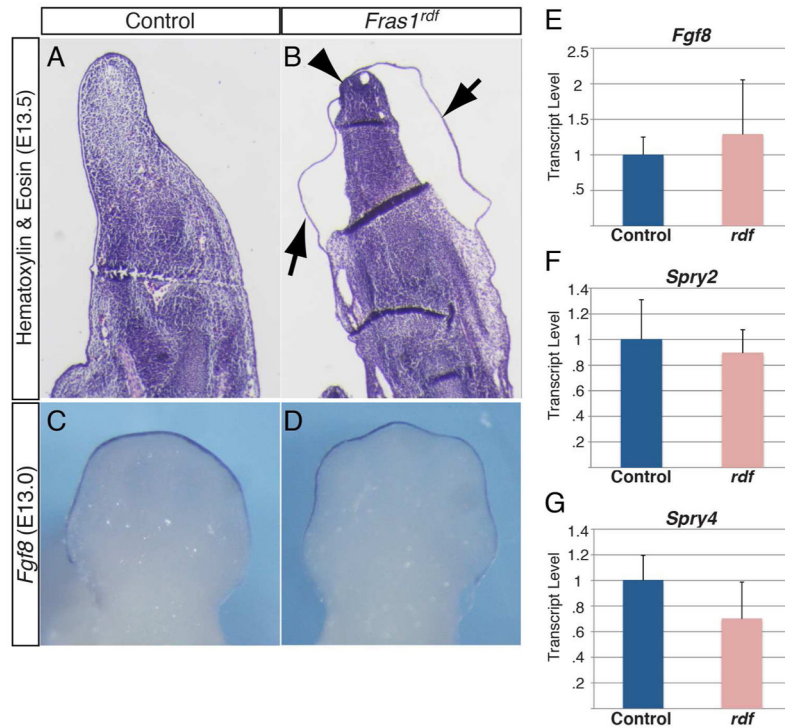 Control
Fras1rdf
Hematoxylin & Eosin (E13.5)
A
B
Fgf8 (E13.0)
C
D
E
Fgf8
Transcript Level
2.5
2
1.5
1
.5
Control
rdf
F
Spry2
Transcript Level
1.4
1.2
1
.8
.6
.4
.2
Control
rdf
G
Spry4
Transcript Level
1.4
1.2
1
.8
.6
.4
.2
Control
rdf